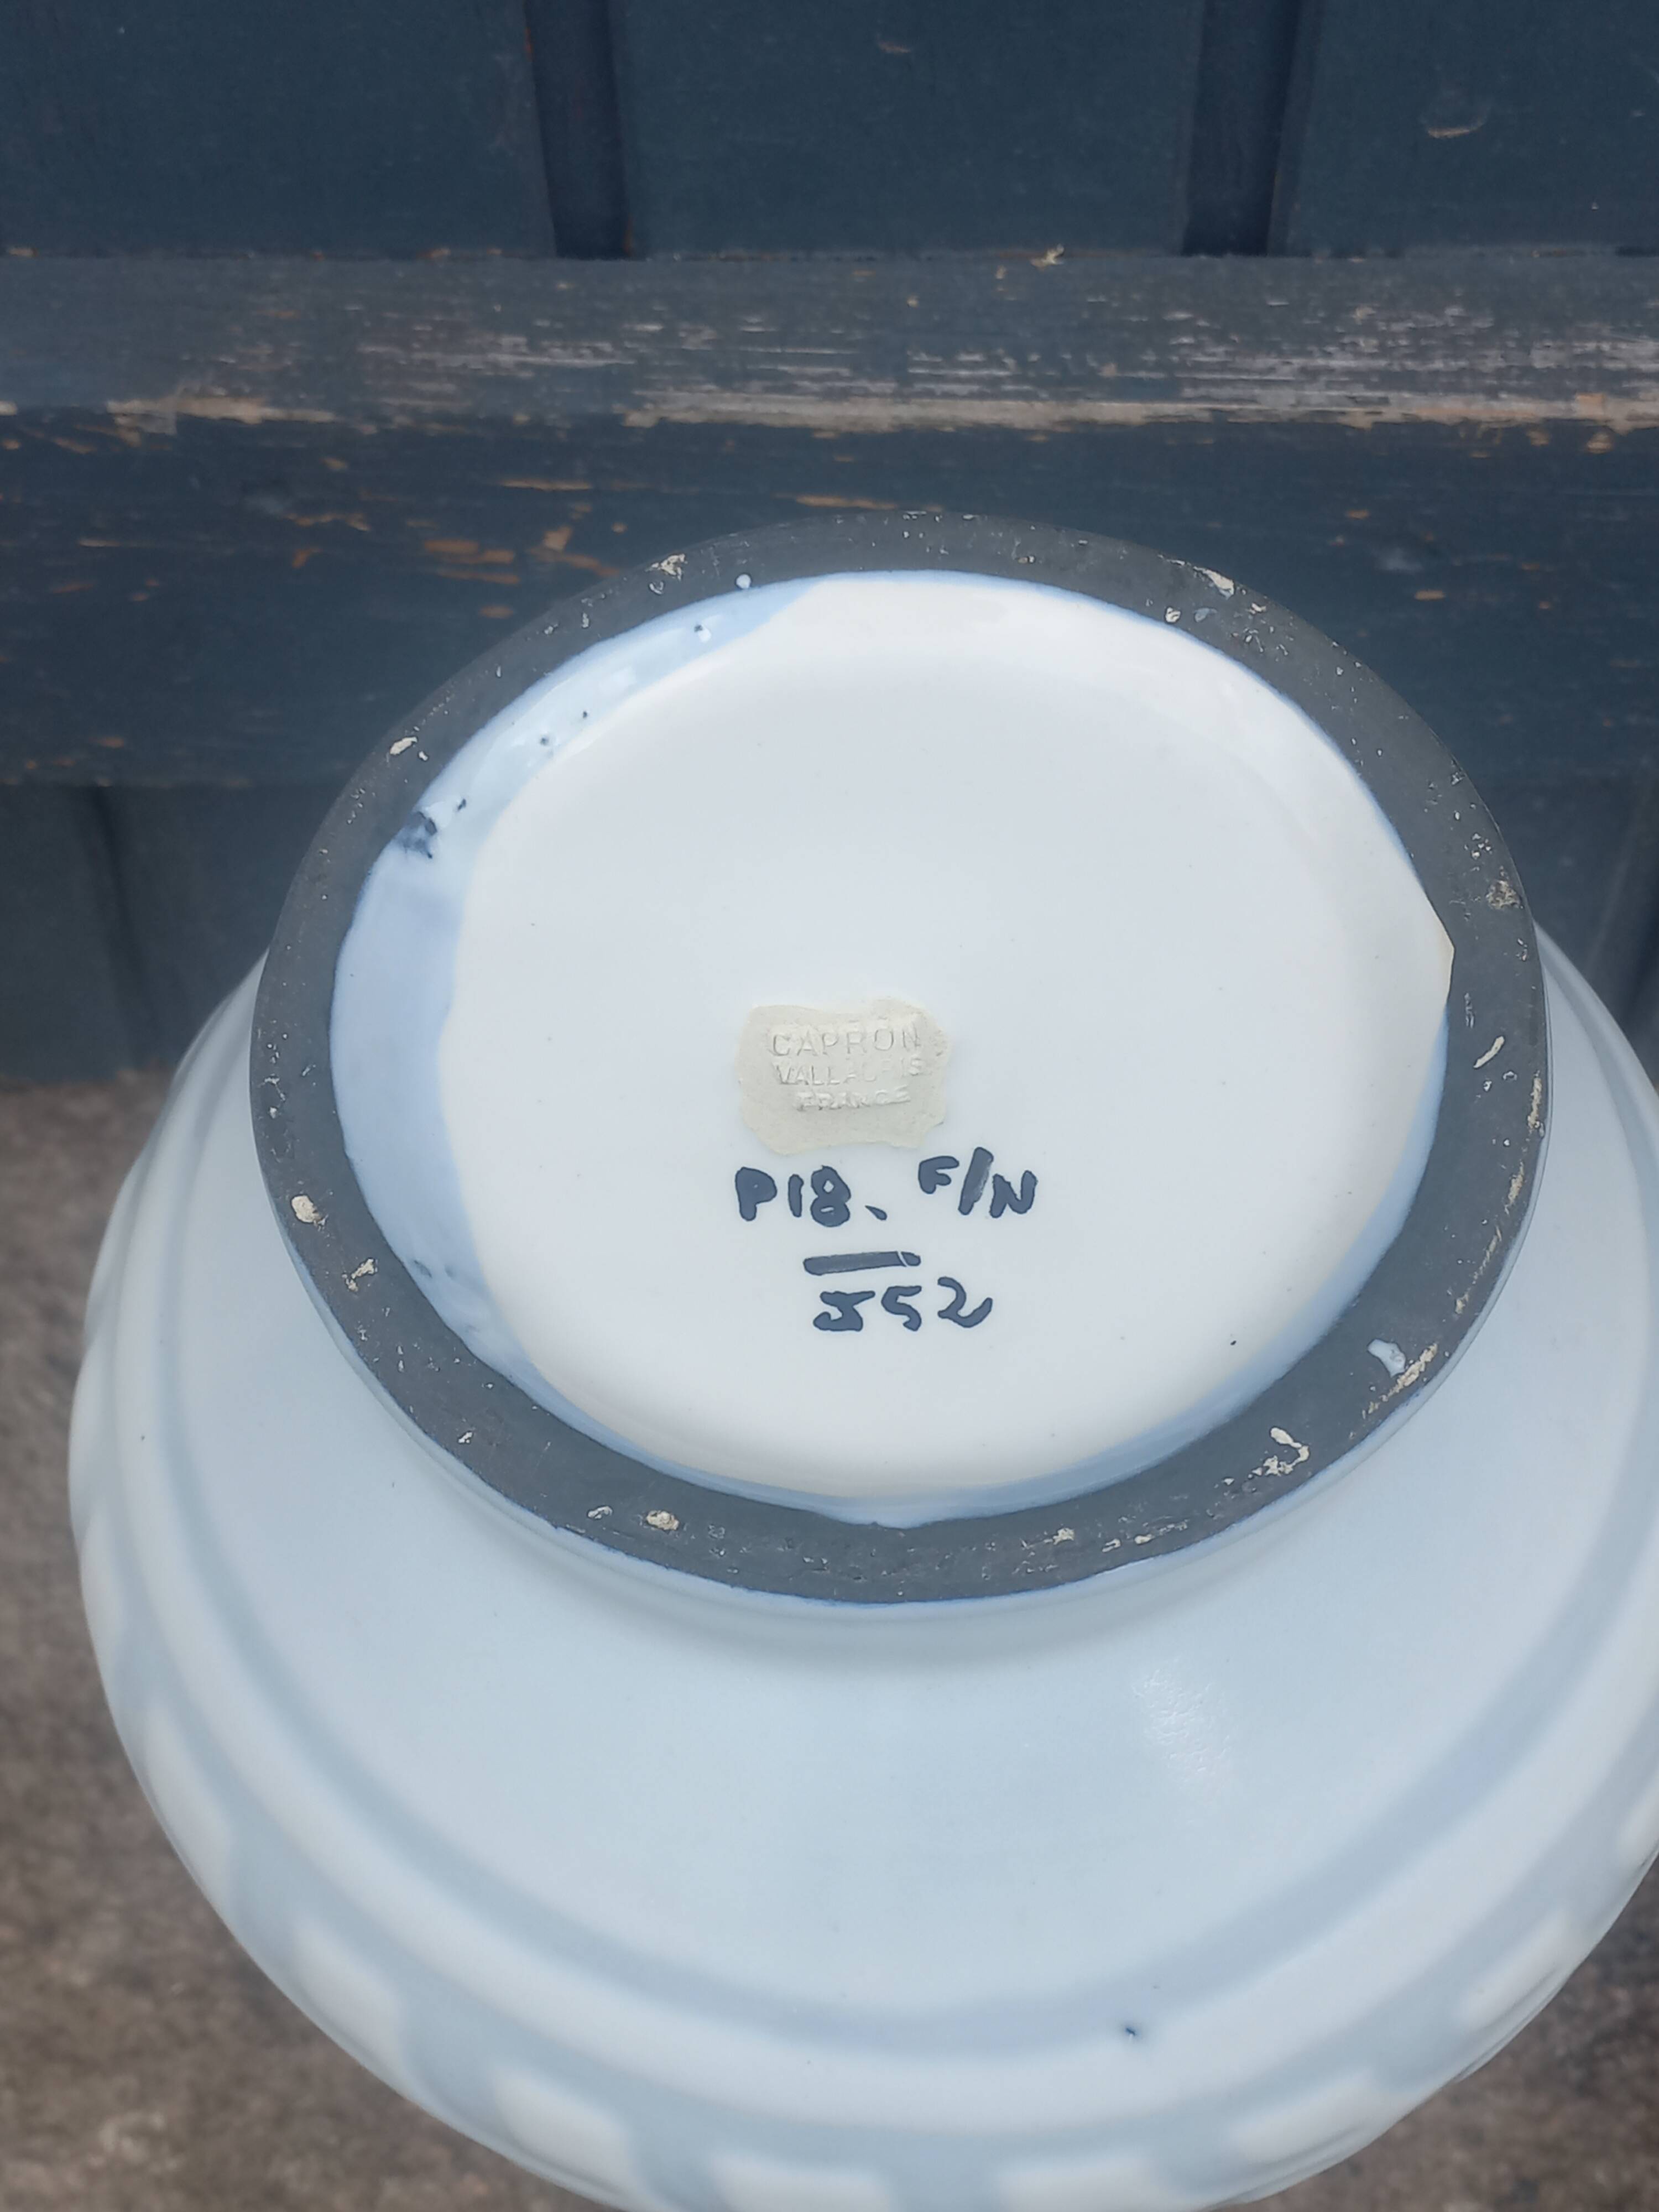 CAPRON
VALLAURIS
FRANCE
P18. F/N
552